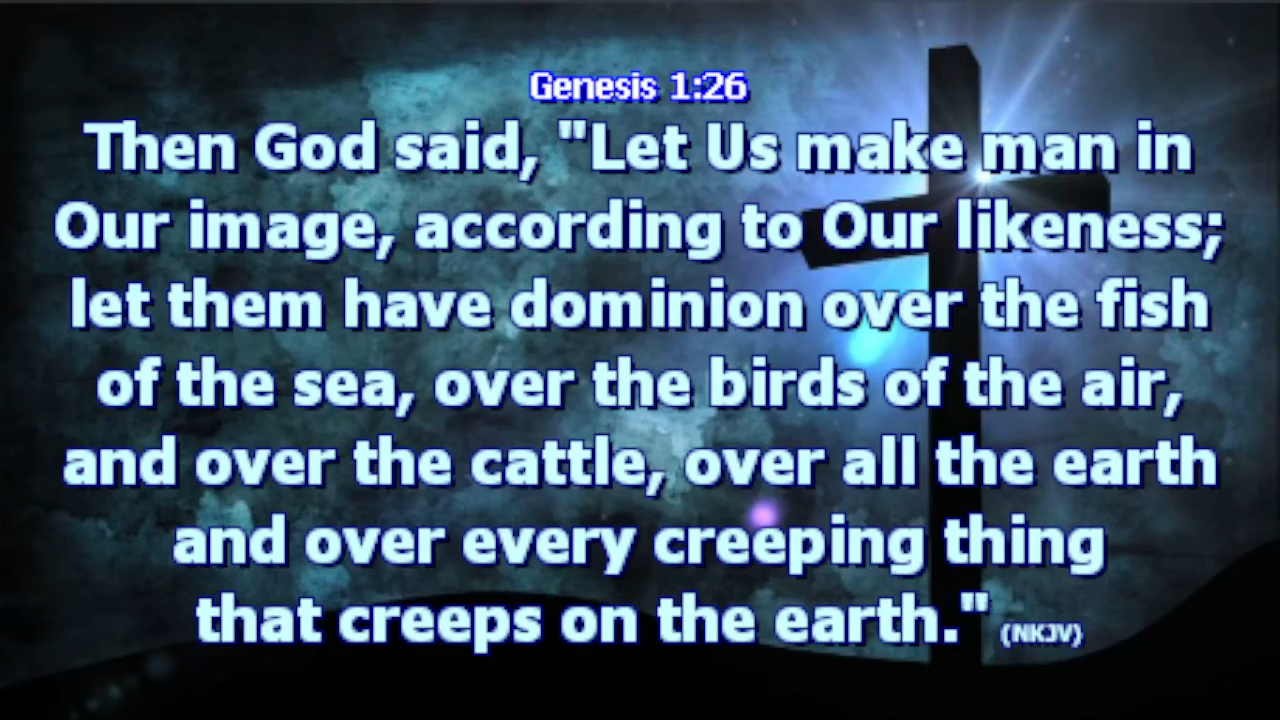 Genesis 1:26
Then God said, "Let Us make man in
Our image, according to Our likeness;
let them have dominion over the fish
of the sea, over the birds of the air,
and over the cattle, over all the earth
and over every creeping thing
that creeps on the earth." (NKJV)